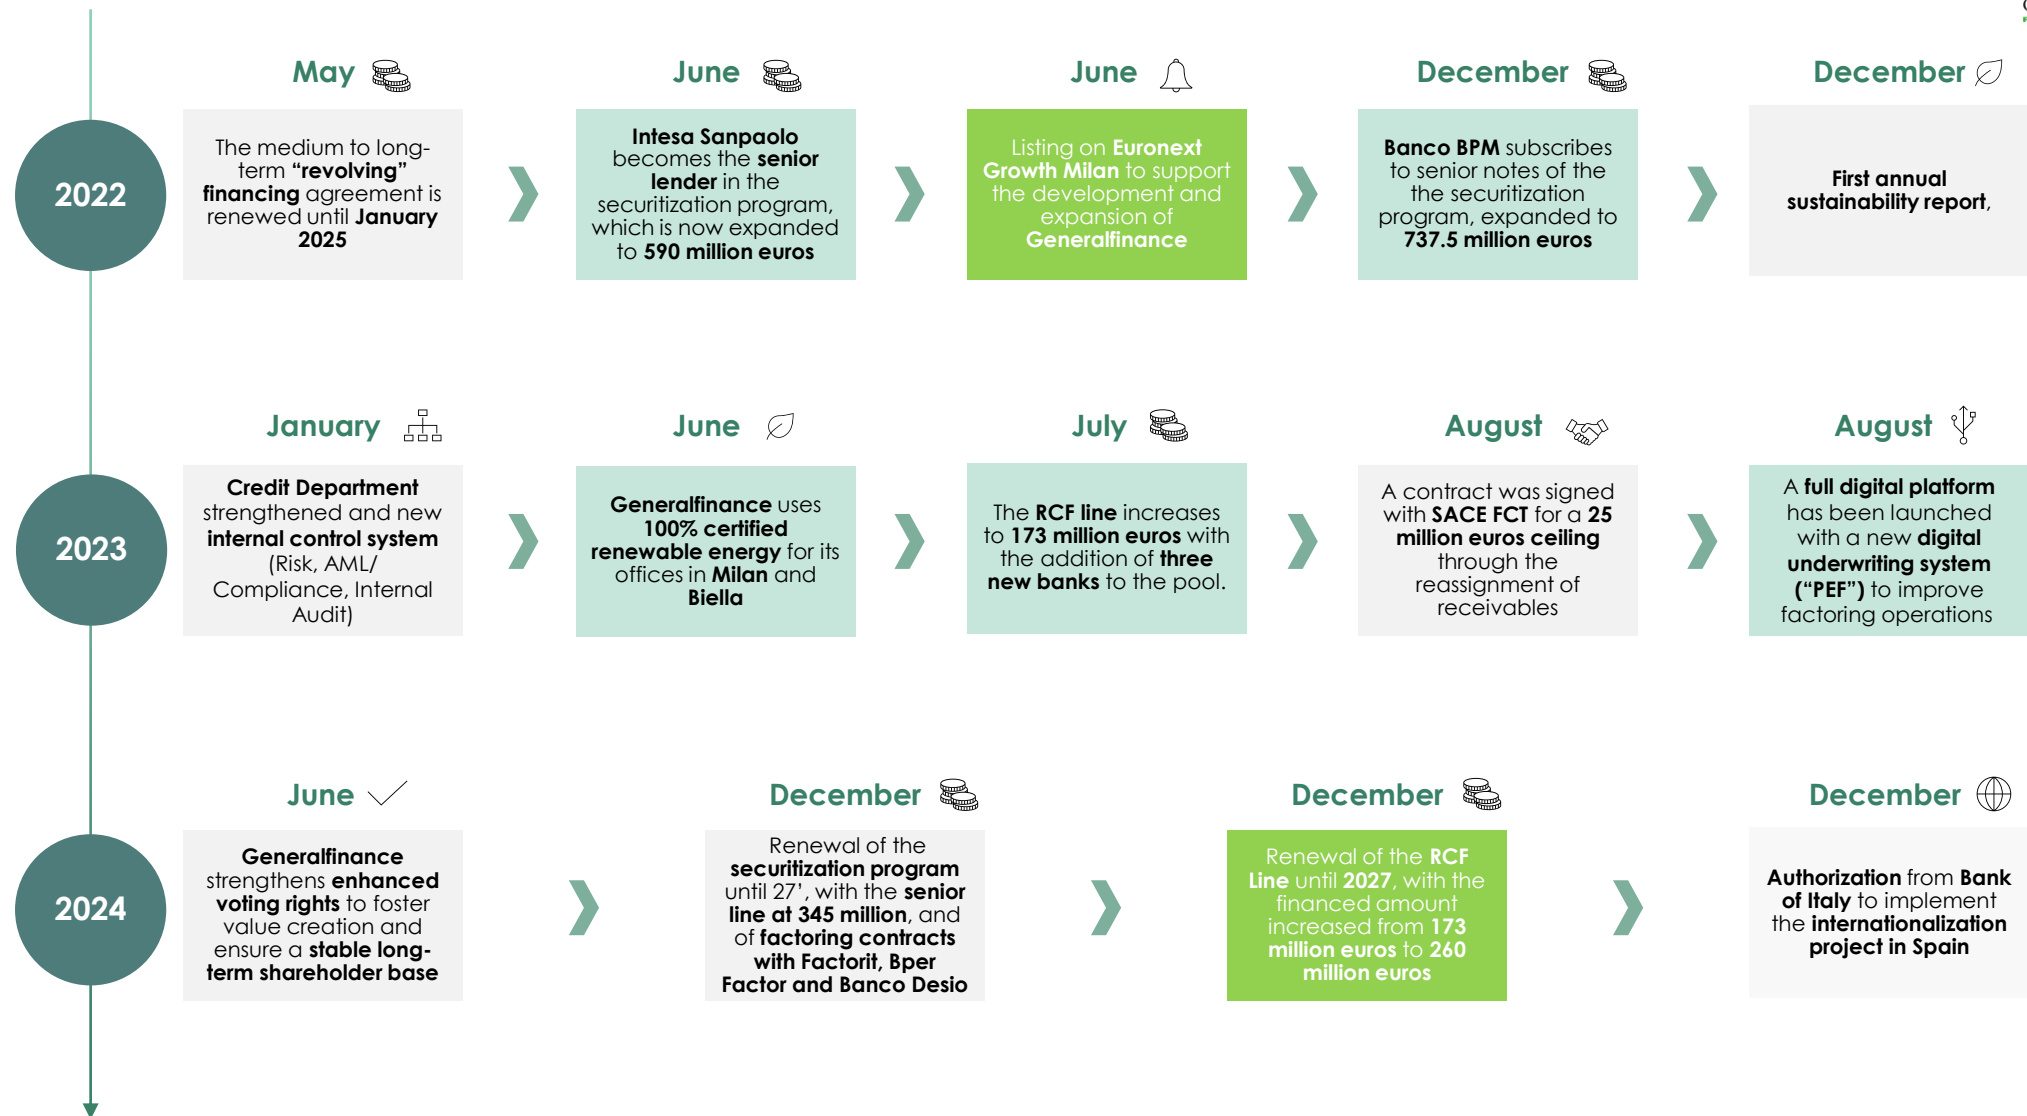 2022
May
The medium to long-
term “revolving”
financing agreement is
renewed until January
2025
June
Intesa Sanpaolo
becomes the senior
lender in the
securitization program,
which is now expanded
to 590 million euros
June
Listing on Euronext
Growth Milan to support
the development and
expansion of
Generalfinance
December
Banco BPM subscribes
to senior notes of the
the securitization
program, expanded to
737.5 million euros
December
First annual
sustainability report,
2023
January
Credit Department
strengthened and new
internal control system
(Risk, AML/
Compliance, Internal
Audit)
June
Generalfinance uses
100% certified
renewable energy for its
offices in Milan and
Biella
July
The RCF line increases
to 173 million euros with
the addition of three
new banks to the pool.
August
A contract was signed
with SACE FCT for a 25
million euros ceiling
through the
reassignment of
receivables
August
A full digital platform
has been launched
with a new digital
underwriting system
(“PEF”) to improve
factoring operations
2024
June
Generalfinance
strengthens enhanced
voting rights to foster
value creation and
ensure a stable long-
term shareholder base
December
Renewal of the
securitization program
until 27’, with the senior
line at 345 million, and
of factoring contracts
with Factorit, Bper
Factor and Banco Desio
December
Renewal of the RCF
Line until 2027, with the
financed amount
increased from 173
million euros to 260
million euros
December
Authorization from Bank
of Italy to implement
the internationalization
project in Spain